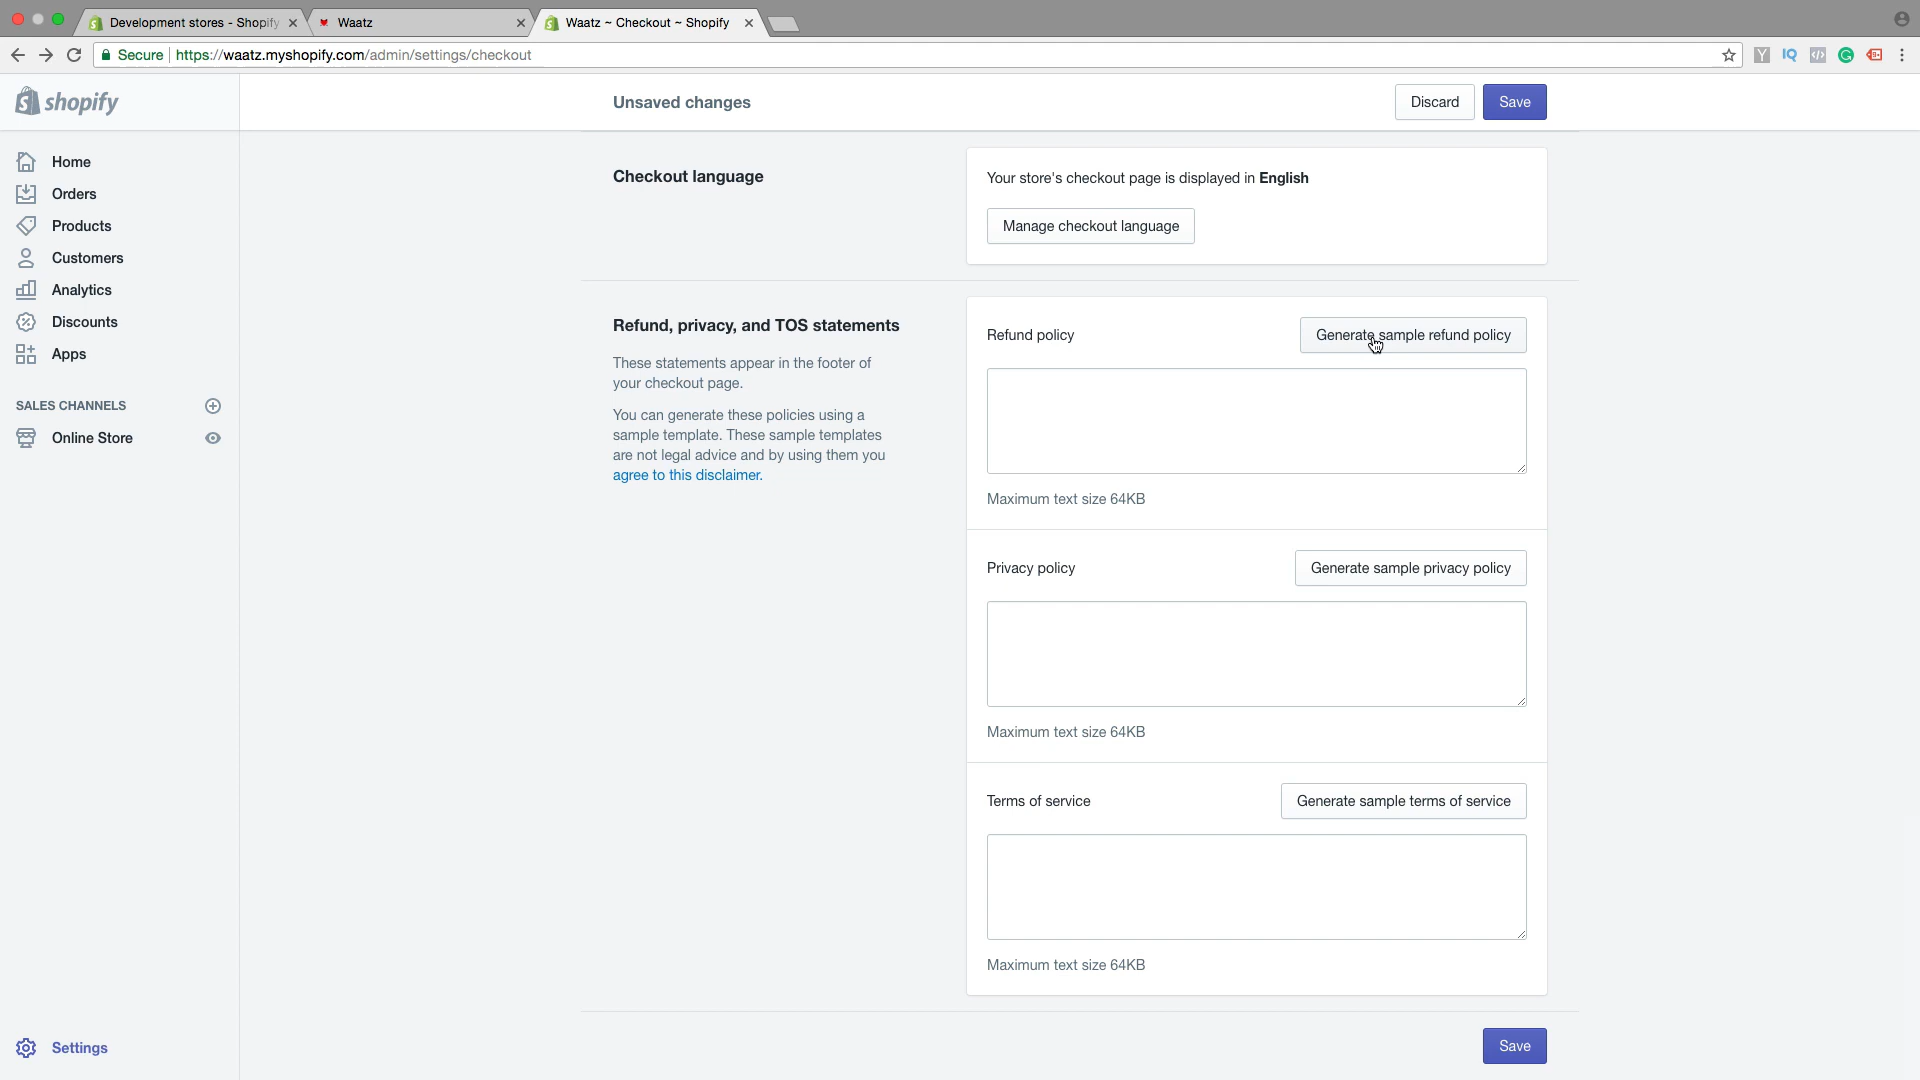 Development stores - Shopify
Waatz
Waatz ~ Checkout ~ Shopify
Secure
https://waatz.myshopify.com/admin/settings/checkout
shopify
Unsaved changes
Discard
Save
Home
Orders
Products
Customers
Analytics
Discounts
Apps
SALES CHANNELS
Online Store
Settings
Checkout language
Your store's checkout page is displayed in English
Manage checkout language
Refund, privacy, and TOS statements
These statements appear in the footer of
your checkout page.
You can generate these policies using a
sample template. These sample templates
are not legal advice and by using them you
agree to this disclaimer.
Refund policy
Generate sample refund policy
Maximum text size 64KB
Privacy policy
Generate sample privacy policy
Maximum text size 64KB
Terms of service
Generate sample terms of service
Maximum text size 64KB
Save